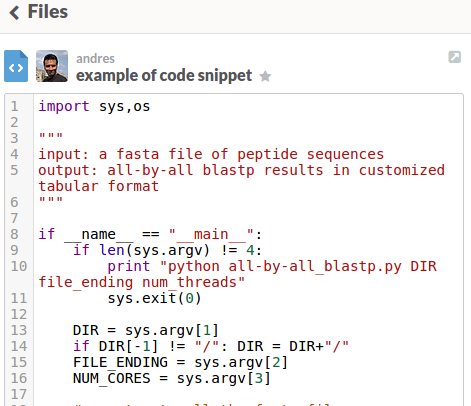 Files
andres
example of code snippet
1 import sys,os
2
3 """
4 input: a fasta file of peptide sequences
5 output: all-by-all blastp results in customized
tabular format
6 """
7
8 if __name__ == "__main__":
9     if len(sys.argv) != 4:
10         print "python all-by-all_blastp.py DIR
file_ending num_threads"
11         sys.exit(0)
12
13     DIR = sys.argv[1]
14     if DIR[-1] != "/": DIR = DIR+"/"
15     FILE_ENDING = sys.argv[2]
16     NUM_CORES = sys.argv[3]
17